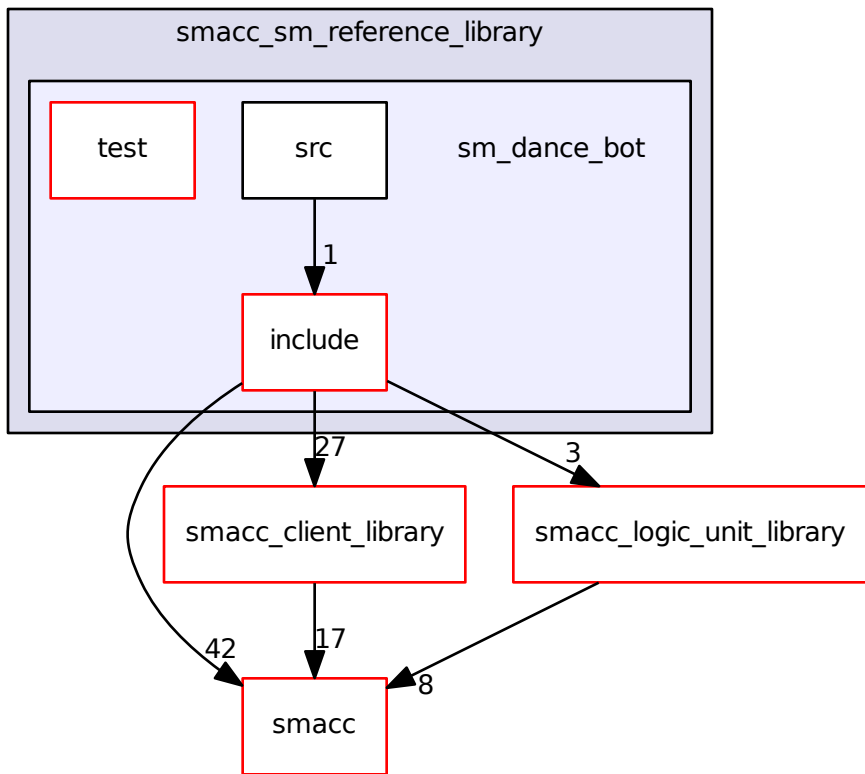 smacc_sm_reference_library
test
src
sm_dance_bot
1
include
27
3
smacc_client_library
smacc_logic_unit_library
42
17
8
smacc